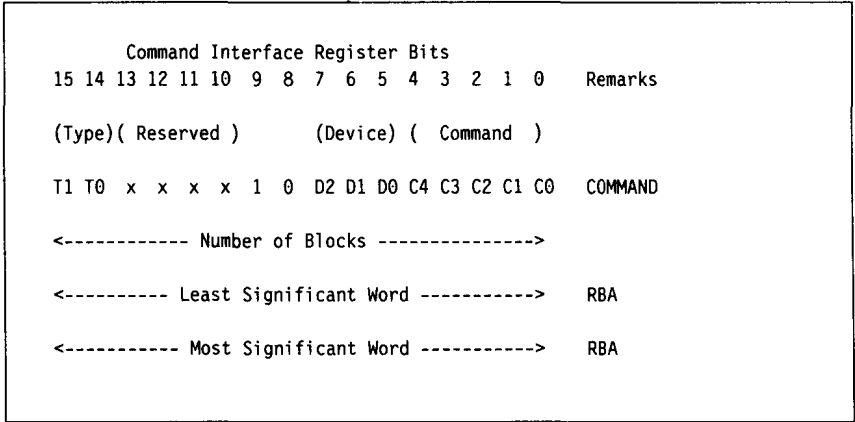 Command Interface Register Bits
15 14 13 12 11 10 9 8 7 6 5 4 3 2 1 0 Remarks
(Type)( Reserved ) (Device) ( Command )
T1 T0 x x x x 1 0 D2 D1 D0 C4 C3 C2 C1 C0 COMMAND
<------------ Number of Blocks --------------->
<---------- Least Significant Word -----------> RBA
<----------- Most Significant Word -----------> RBA